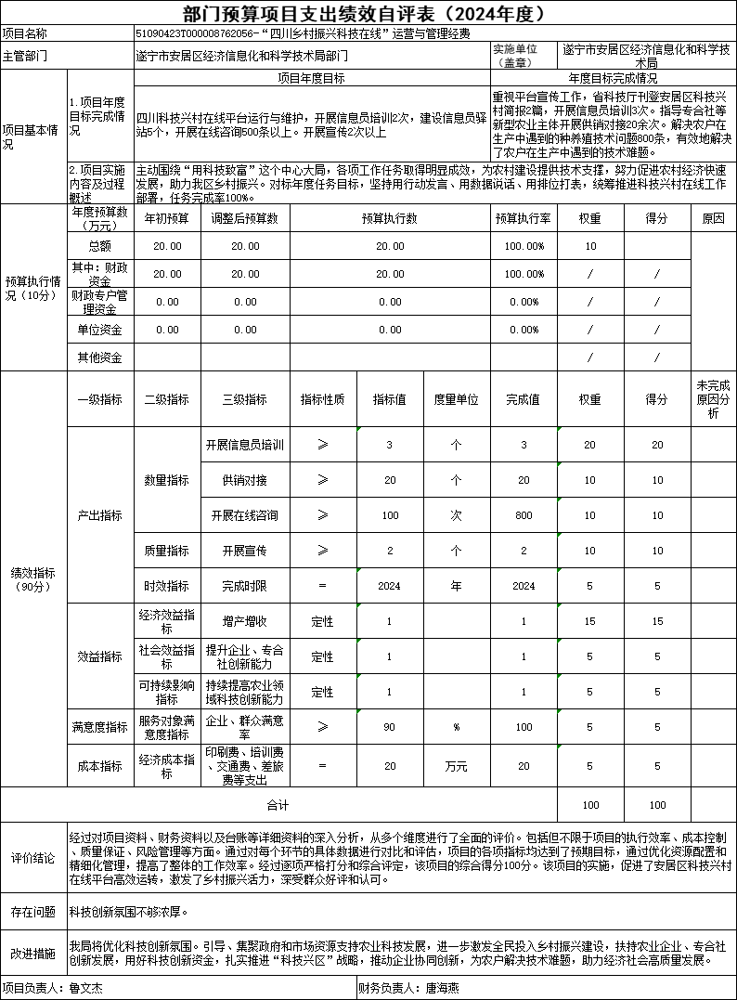 部门预算项目支出绩效自评表（2024年度）
项目名称 51090423T000008762056-“四川乡村振兴科技在线”运营与管理经费
主管部门 遂宁市安居区经济信息化和科学技术局部门 实施单位（盖章） 遂宁市安居区经济信息化和科学技术局
项目基本情况
1.项目年度目标完成情况
项目年度目标 年度目标完成情况
四川科技兴村在线平台运行与维护，开展信息员培训2次，建设信息员驿
站5个，开展在线咨询500条以上。开展宣传2次以上
重视平台宣传工作，省科技厅刊登安居区科技兴
村简报2篇，开展信息员培训3次。指导专合社等
新型农业主体开展供销对接20余次。解决农户在
生产中遇到的种养殖技术问题800条，有效地解决
了农户在生产中遇到的技术难题。
2.项目实施内容及过程概述
主动围绕“用科技致富”这个中心大局，各项工作任务取得明显成效，为农村建设提供技术支撑，努力促进农村经济快速
发展，助力我区乡村振兴。对标年度任务目标，坚持用行动发言、用数据说话、用排位打表，统筹推进科技兴村在线工作
部署，任务完成率100%。
预算执行情况（10分）
年度预算数（万元） 年初预算 调整后预算数 预算执行数 预算执行率 权重 得分 原因
总额 20.00 20.00 20.00 100.00% 10
其中：财政资金 20.00 20.00 20.00 100.00% / /
财政专户管理资金 0.00 0.00 0.00 0.00% / /
单位资金 0.00 0.00 0.00 0.00% / /
其他资金 / /
绩效指标（90分）
一级指标 二级指标 三级指标 指标性质 指标值 度量单位 完成值 权重 得分 未完成原因分析
产出指标 数量指标 开展信息员培训 ≥ 3 个 3 20 20
供销对接 ≥ 20 个 20 10 10
开展在线咨询 ≥ 100 次 800 10 10
质量指标 开展宣传 ≥ 2 个 2 10 10
时效指标 完成时限 = 2024 年 2024 5 5
效益指标 经济效益指标 增产增收 定性 1 1 15 15
社会效益指标 提升企业、专合社创新能力 定性 1 1 5 5
可持续影响指标 持续提高农业领域科技创新能力 定性 1 1 5 5
满意度指标 服务对象满意度指标 企业、群众满意率 ≥ 90 % 100 5 5
成本指标 经济成本指标 印刷费、培训费、交通费、差旅费等支出 = 20 万元 20 5 5
合计 100 100
评价结论
经过对项目资料、财务资料以及台账等详细资料的深入分析，从多个维度进行了全面的评价。包括但不限于项目的执行效率、成本控制
、质量保证、风险管理等方面。通过对每个环节的具体数据进行对比和评估，项目的各项指标均达到了预期目标，通过优化资源配置和
精细化管理，提高了整体的工作效率。经过逐项严格打分和综合评定，该项目的综合得分100分。该项目的实施，促进了安居区科技兴村
在线平台高效运转，激发了乡村振兴活力，深受群众好评和认可。
存在问题 科技创新氛围不够浓厚。
改进措施
我局将优化科技创新氛围。引导、集聚政府和市场资源支持农业科技发展，进一步激发全民投入乡村振兴建设，扶持农业企业、专合社
创新发展，用好科技创新资金，扎实推进“科技兴区”战略，推动企业协同创新，为农户解决技术难题，助力经济社会高质量发展。
项目负责人：鲁文杰 财务负责人：唐海燕